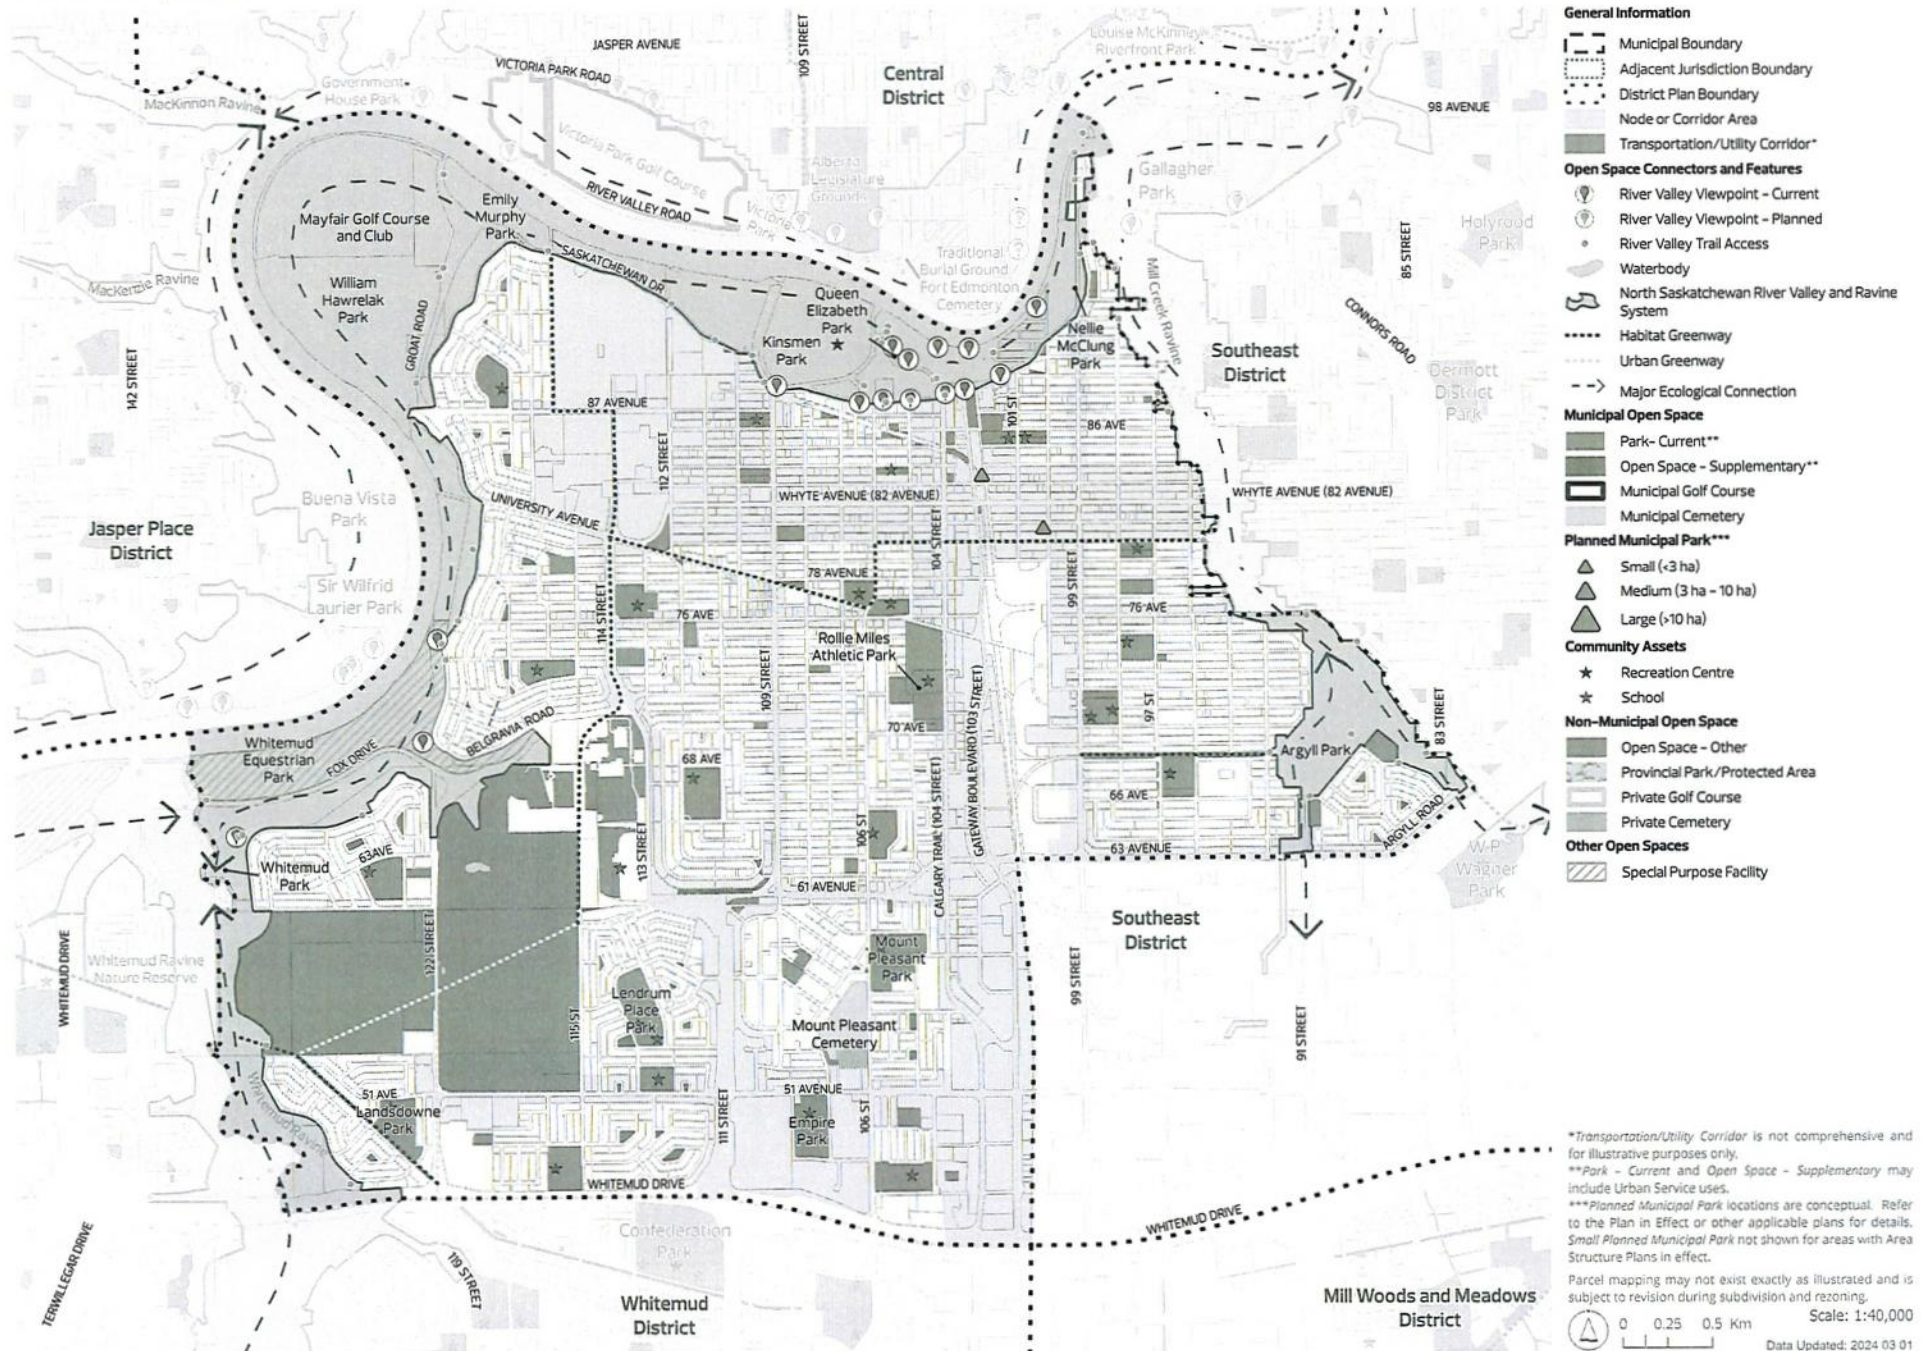 JASPER AVENUE
109 STREET
Louise McKinney
Riverfront Park
VICTORIA PARK ROAD
Central
District
Government
House Park
MacKinnon Ravine
98 AVENUE
Victoria Park Golf Course
Alberta
Legislature
Grounds
Gallagher
Park
Emily
Murphy
Park
RIVER VALLEY ROAD
Victoria
Park
Mayfair Golf Course
and Club
85 STREET
Holyrood
Park
SASKATCHEWAN DR
Traditional
Burial Ground/
Fort Edmonton
Cemetery
MacKenzie Ravine
William
Hawrelak
Park
Queen
Elizabeth
Park
Mill Creek Ravine
CONNORS ROAD
GROAT ROAD
Kinsmen
Park
Nellie
McClung
Park
Southeast
District
142 STREET
Dermott
District
Park
87 AVENUE
101 ST
86 AVE
112 STREET
Buena Vista
Park
UNIVERSITY AVENUE
WHYTE AVENUE (82 AVENUE)
WHYTE AVENUE (82 AVENUE)
Jasper Place
District
104 STREET
Sir Wilfrid
Laurier Park
78 AVENUE
99 STREET
114 STREET
76 AVE
76 AVE
Rollie Miles
Athletic Park
109 STREET
97 ST
83 STREET
BELGRAVIA ROAD
70 AVE
GATEWAY BOULEVARD (103 STREET)
Whitemud
Equestrian
Park
FOX DRIVE
68 AVE
Argyll Park
66 AVE
CALGARY TRAIL (104 STREET)
106 ST
113 STREET
63 AVENUE
ARGYLL ROAD
W.P.
Wagner
Park
63 AVE
Whitemud
Park
61 AVENUE
Southeast
District
122 STREET
Whitemud Ravine
Nature Reserve
WHITEMUD DRIVE
Mount
Pleasant
Park
99 STREET
Lendrum
Place
Park
115 ST
Mount Pleasant
Cemetery
91 STREET
Whitemud Ravine
51 AVE
Landsdowne
Park
51 AVENUE
111 STREET
Empire
Park
106 ST
WHITEMUD DRIVE
WHITEMUD DRIVE
Confederation
Park
119 STREET
TERWILLEGAR DRIVE
Whitemud
District
Mill Woods and Meadows
District
General Information
Municipal Boundary
Adjacent Jurisdiction Boundary
District Plan Boundary
Node or Corridor Area
Transportation/Utility Corridor*
Open Space Connectors and Features
River Valley Viewpoint - Current
River Valley Viewpoint - Planned
River Valley Trail Access
Waterbody
North Saskatchewan River Valley and Ravine
System
Habitat Greenway
Urban Greenway
Major Ecological Connection
Municipal Open Space
Park- Current**
Open Space - Supplementary**
Municipal Golf Course
Municipal Cemetery
Planned Municipal Park***
Small (<3 ha)
Medium (3 ha - 10 ha)
Large (>10 ha)
Community Assets
Recreation Centre
School
Non-Municipal Open Space
Open Space - Other
Provincial Park/Protected Area
Private Golf Course
Private Cemetery
Other Open Spaces
Special Purpose Facility
*Transportation/Utility Corridor is not comprehensive and
for illustrative purposes only.
**Park - Current and Open Space - Supplementary may
include Urban Service uses.
***Planned Municipal Park locations are conceptual. Refer
to the Plan in Effect or other applicable plans for details.
Small Planned Municipal Park not shown for areas with Area
Structure Plans in effect.
Parcel mapping may not exist exactly as illustrated and is
subject to revision during subdivision and rezoning.
0 0.25 0.5 Km
Scale: 1:40,000
Data Updated: 2024 03 01